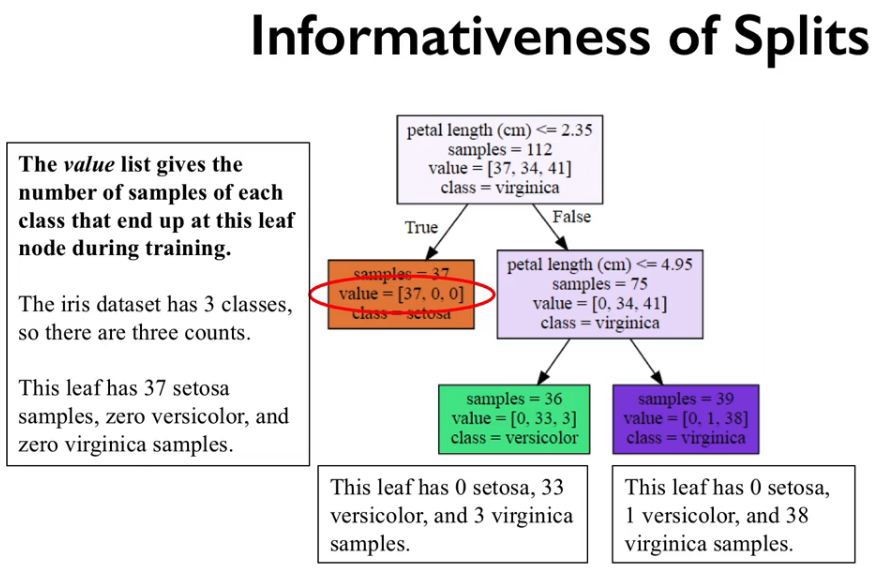 Informativeness of Splits
The value list gives the
number of samples of each
class that end up at this leaf
node during training.
The iris dataset has 3 classes,
so there are three counts.
This leaf has 37 setosa
samples, zero versicolor, and
zero virginica samples.
petal length (cm) <= 2.35
samples = 112
value = [37, 34, 41]
class = virginica
True
False
samples = 37
value = [37, 0, 0]
class = setosa
petal length (cm) <= 4.95
samples = 75
value = [0, 34, 41]
class = virginica
samples = 36
value = [0, 33, 3]
class = versicolor
samples = 39
value = [0, 1, 38]
class = virginica
This leaf has 0 setosa, 33
versicolor, and 3 virginica
samples.
This leaf has 0 setosa,
1 versicolor, and 38
virginica samples.